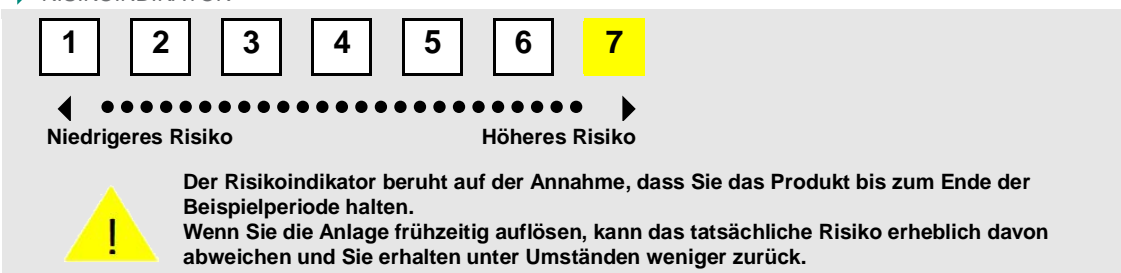 RISIKOINDIKATOR
1 2 3 4 5 6 7
Niedrigeres Risiko Höheres Risiko
! Der Risikoindikator beruht auf der Annahme, dass Sie das Produkt bis zum Ende der
Beispielperiode halten.
Wenn Sie die Anlage frühzeitig auflösen, kann das tatsächliche Risiko erheblich davon
abweichen und Sie erhalten unter Umständen weniger zurück.